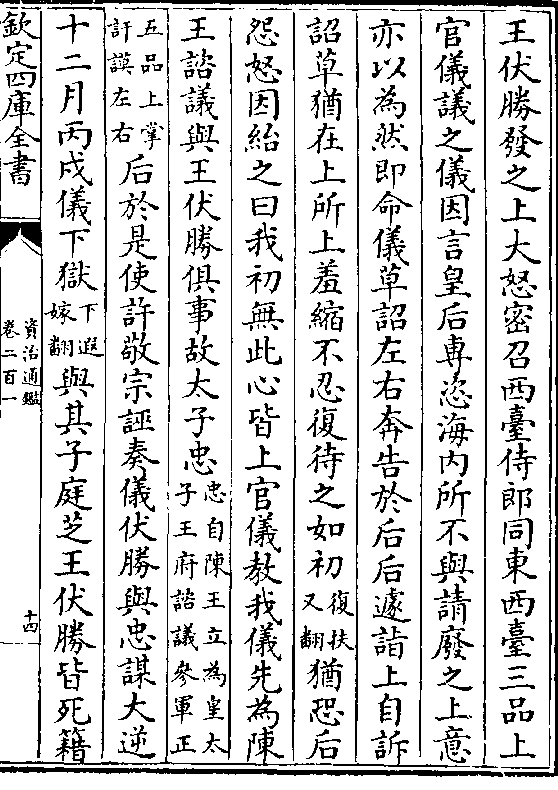 王伏勝發之上大怒密召西臺侍郎同東西臺三品上
官儀議之儀因言皇后專恣海內所不與請廢之上意
亦以為然即命儀草詔左右奔告於后后遽詣上自訴
詔草猶在上所上羞縮不忍復待之如初復扶又翻猶恐后
怨怒因紿之曰我初無此心皆上官儀教我儀先為陳
王諮議與王伏勝俱事故太子忠忠自陳王立為皇太子王府諮議參軍正
五品上掌訐謨左右后於是使許敬宗誣奏儀伏勝與忠謀大逆
十二月丙戌儀下獄下遐嫁翻與其子庭芝王伏勝皆死籍
欽定四庫全書
資治通鑑
卷二百一
十四